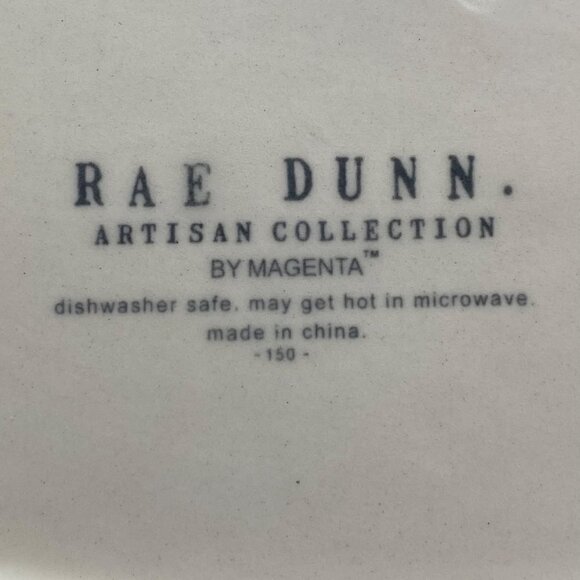 RAE DUNN.
ARTISAN COLLECTION
BY MAGENTA™
dishwasher safe. may get hot in microwave.
made in china.
- 150 -